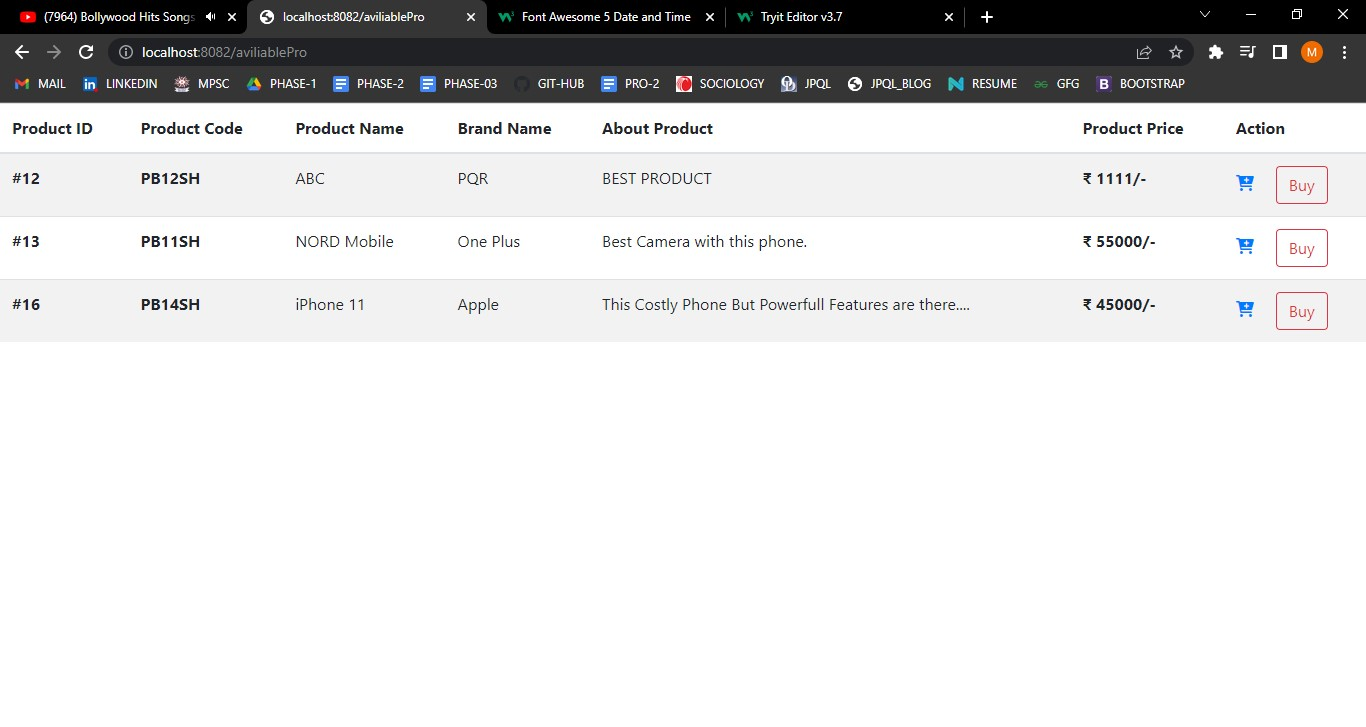 (7964) Bollywood Hits Songs localhost:8082/aviliablePro Font Awesome 5 Date and Time Tryit Editor v3.7
localhost:8082/aviliablePro M
MAIL LINKEDIN MPSC PHASE-1 PHASE-2 PHASE-03 GIT-HUB PRO-2 SOCIOLOGY JPQL JPQL_BLOG RESUME GFG B BOOTSTRAP
Product ID Product Code Product Name Brand Name About Product Product Price Action
#12 PB12SH ABC PQR BEST PRODUCT ₹ 1111/- Buy
#13 PB11SH NORD Mobile One Plus Best Camera with this phone. ₹ 55000/- Buy
#16 PB14SH iPhone 11 Apple This Costly Phone But Powerfull Features are there.... ₹ 45000/- Buy